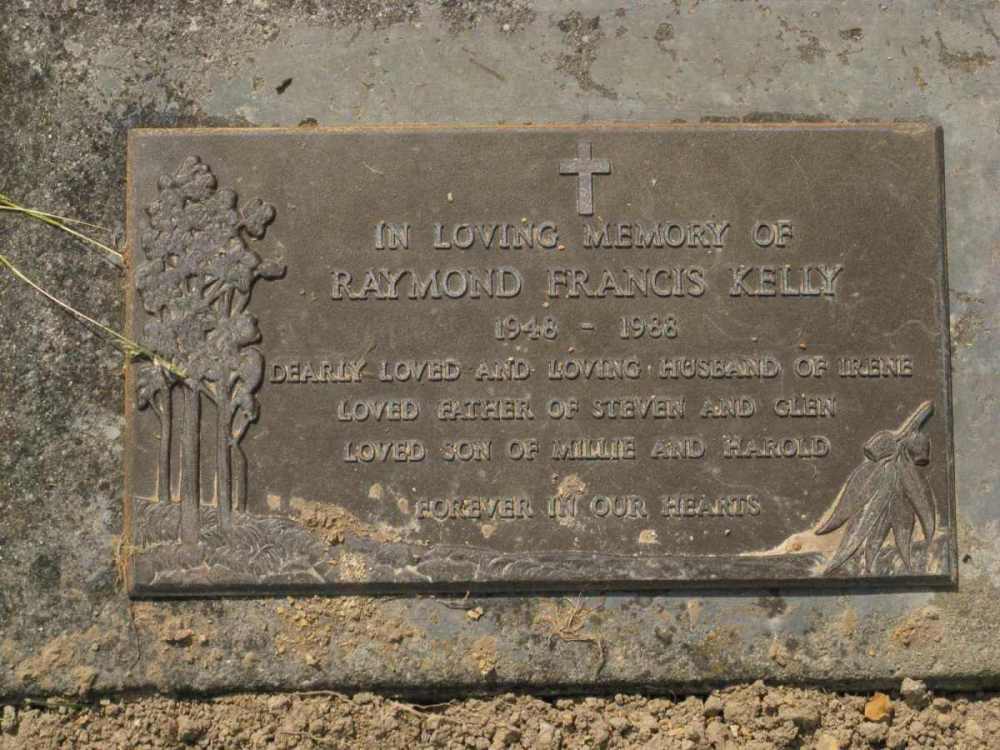 IN LOVING MEMORY OF
RAYMOND FRANCIS KELLY
1948 - 1988
DEARLY LOVED AND LOVING HUSBAND OF IRENE
LOVED FATHER OF STEVEN AND GLEN
LOVED SON OF MILLIE AND HAROLD
FOREVER IN OUR HEARTS